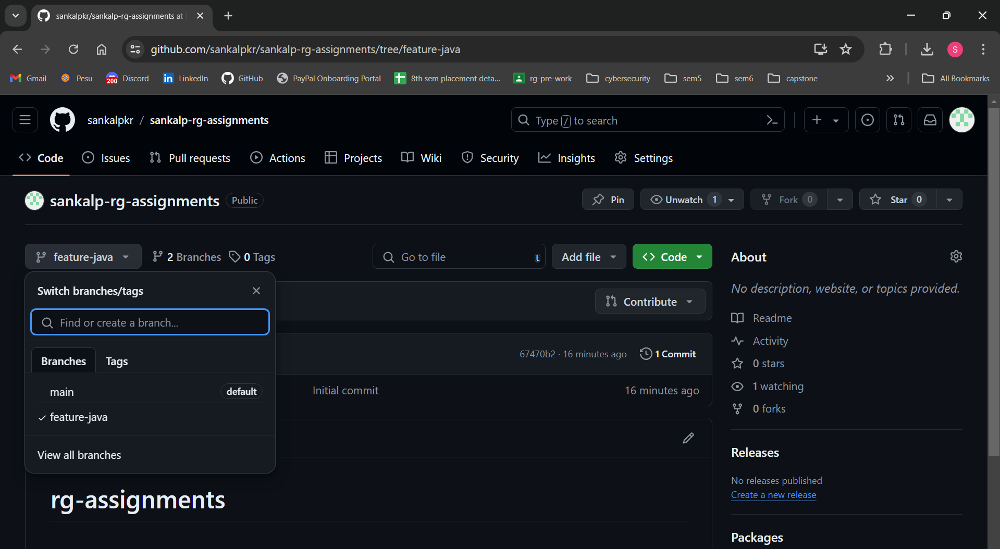 sankalpkr/sankalp-rg-assignments at
github.com/sankalpkr/sankalp-rg-assignments/tree/feature-java
S
Gmail
Pesu
200
Discord
LinkedIn
GitHub
PayPal Onboarding Portal
8th sem placement deta...
rg-pre-work
cybersecurity
sem5
sem6
capstone
All Bookmarks
sankalpkr / sankalp-rg-assignments
Type / to search
Code
Issues
Pull requests
Actions
Projects
Wiki
Security
Insights
Settings
sankalp-rg-assignments
Public
Pin
Unwatch 1
Fork 0
Star 0
feature-java
2 Branches
0 Tags
Go to file
t
Add file
Code
About
Switch branches/tags
No description, website, or topics provided.
Contribute
Find or create a branch...
Readme
Activity
67470b2 · 16 minutes ago
1 Commit
Branches
Tags
0 stars
main
default
Initial commit
16 minutes ago
1 watching
feature-java
0 forks
View all branches
Releases
No releases published
Create a new release
rg-assignments
Packages